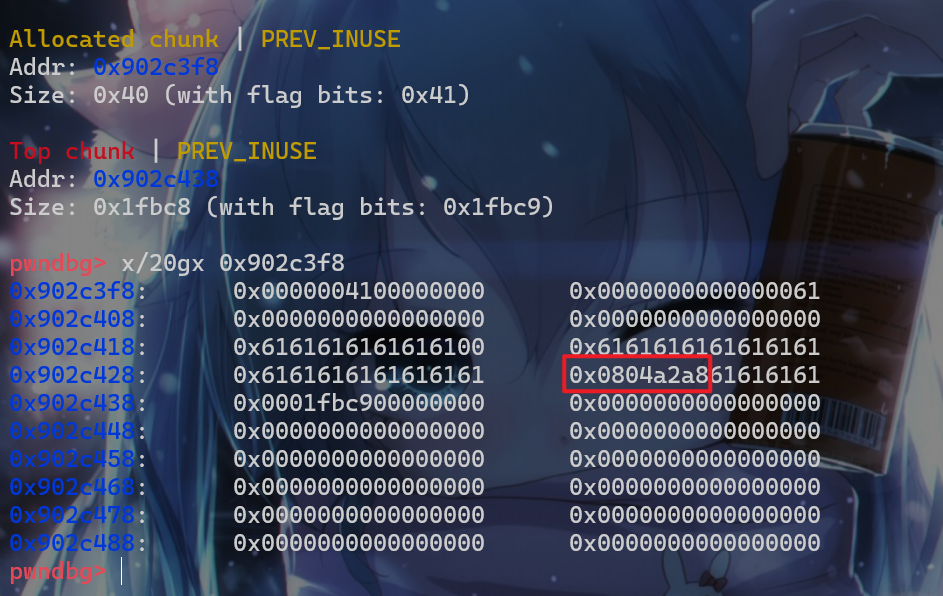 Allocated chunk | PREV_INUSE
Addr: 0x902c3f8
Size: 0x40 (with flag bits: 0x41)
Top chunk | PREV_INUSE
Addr: 0x902c438
Size: 0x1fbc8 (with flag bits: 0x1fbc9)
pwndbg> x/20gx 0x902c3f8
0x902c3f8: 0x0000004100000000 0x0000000000000061
0x902c408: 0x0000000000000000 0x0000000000000000
0x902c418: 0x6161616161616100 0x6161616161616161
0x902c428: 0x6161616161616161 0x0804a2a861616161
0x902c438: 0x0001fbc900000000 0x0000000000000000
0x902c448: 0x0000000000000000 0x0000000000000000
0x902c458: 0x0000000000000000 0x0000000000000000
0x902c468: 0x0000000000000000 0x0000000000000000
0x902c478: 0x0000000000000000 0x0000000000000000
0x902c488: 0x0000000000000000 0x0000000000000000
pwndbg>